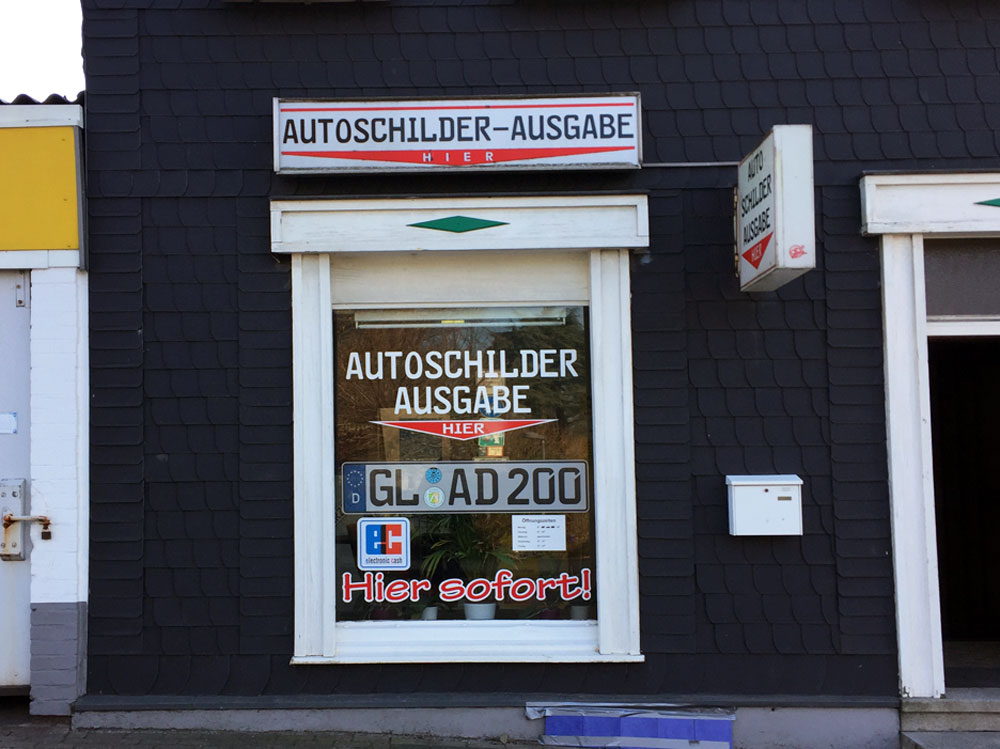 AUTOSCHILDER-AUSGABE
HIER
AUTO
SCHILDER
AUSGABE
HIER
AUTOSCHILDER
AUSGABE
HIER
D GL AD 200
Öffnungszeiten
ec
electronic cash
Hier sofort!